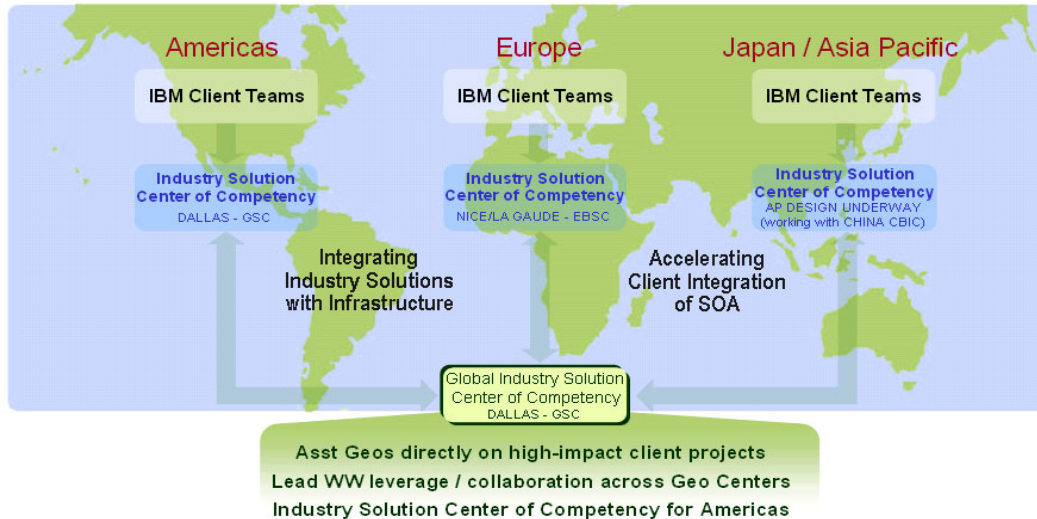 Americas
IBM Client Teams
Industry Solution
Center of Competency
DALLAS - GSC
Europe
IBM Client Teams
Industry Solution
Center of Competency
NICE/LA GAUDE - EBSC
Japan / Asia Pacific
IBM Client Teams
Industry Solution
Center of Competency
AP DESIGN UNDERWAY
(working with CHINA CBIC)
Integrating
Industry Solutions
with Infrastructure
Accelerating
Client Integration
of SOA
Global Industry Solution
Center of Competency
DALLAS - GSC
Asst Geos directly on high-impact client projects
Lead WW leverage / collaboration across Geo Centers
Industry Solution Center of Competency for Americas